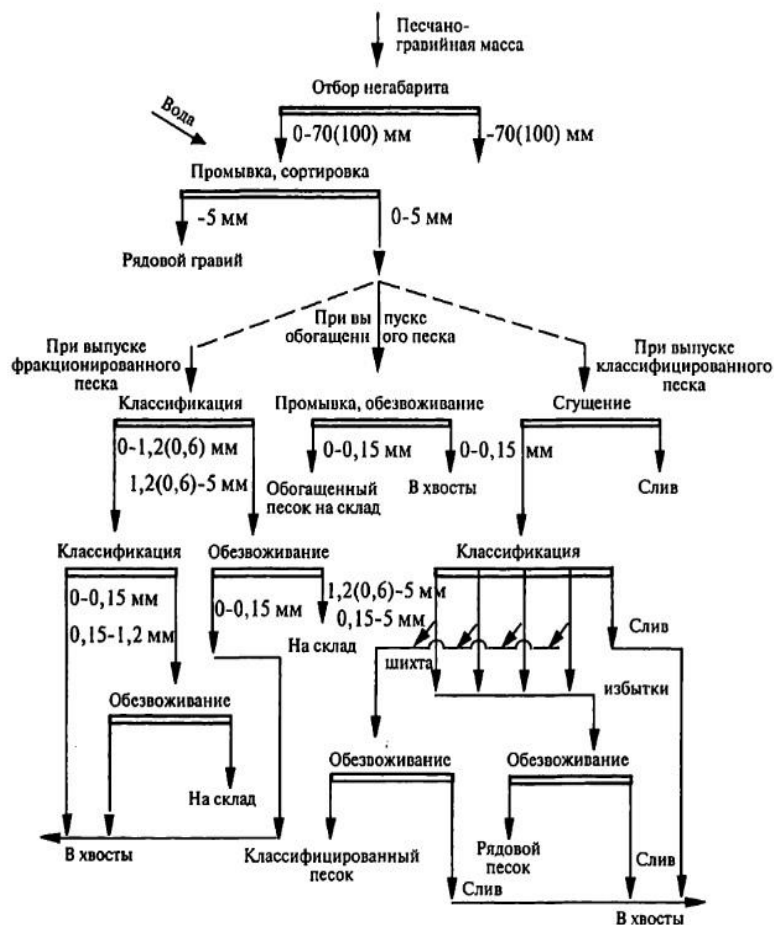 Песчано-
гравийная масса
Отбор негабарита
Вода
0-70(100) мм
-70(100) мм
Промывка, сортировка
-5 мм
0-5 мм
Рядовой гравий
При выпуске
фракционированного
песка
При выпуске
обогащенного песка
При выпуске
классифицированного
песка
Классификация
Промывка, обезвоживание
Сгущение
0-1,2(0,6) мм
1,2(0,6)-5 мм
0-0,15 мм
0-0,15 мм
Обогащенный
песок на склад
В хвосты
Слив
Классификация
Обезвоживание
Классификация
0-0,15 мм
0,15-1,2 мм
0-0,15 мм
1,2(0,6)-5 мм
0,15-5 мм
На склад
Слив
шихта
избытки
Обезвоживание
Обезвоживание
Обезвоживание
На склад
В хвосты
Классифицированный
песок
Рядовой
песок
Слив
Слив
В хвосты